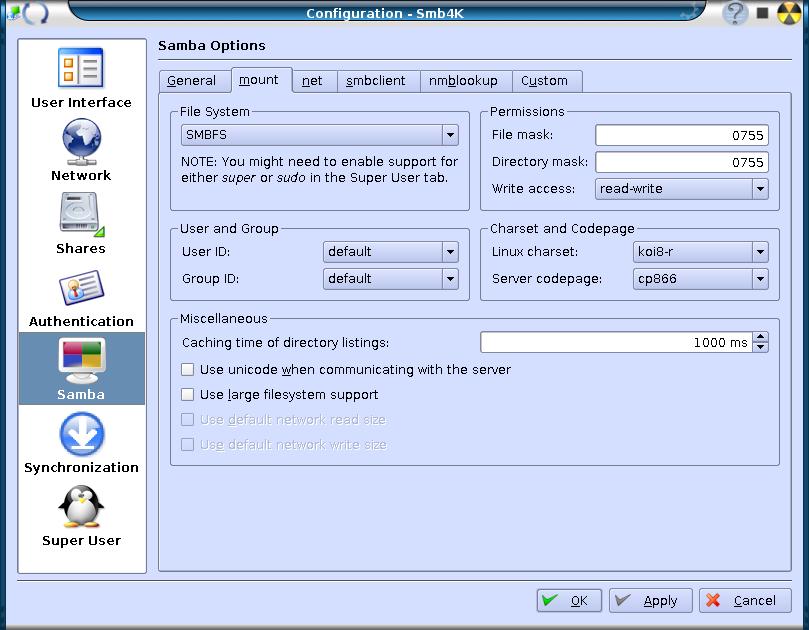 Configuration - Smb4K
User Interface
Network
Shares
Authentication
Samba
Synchronization
Super User
Samba Options
General
mount
net
smbclient
nmblookup
Custom
File System
SMBFS
NOTE: You might need to enable support for
either super or sudo in the Super User tab.
Permissions
File mask: 0755
Directory mask: 0755
Write access: read-write
User and Group
User ID: default
Group ID: default
Charset and Codepage
Linux charset: koi8-r
Server codepage: cp866
Miscellaneous
Caching time of directory listings: 1000 ms
Use unicode when communicating with the server
Use large filesystem support
Use default network read size
Use default network write size
OK
Apply
Cancel